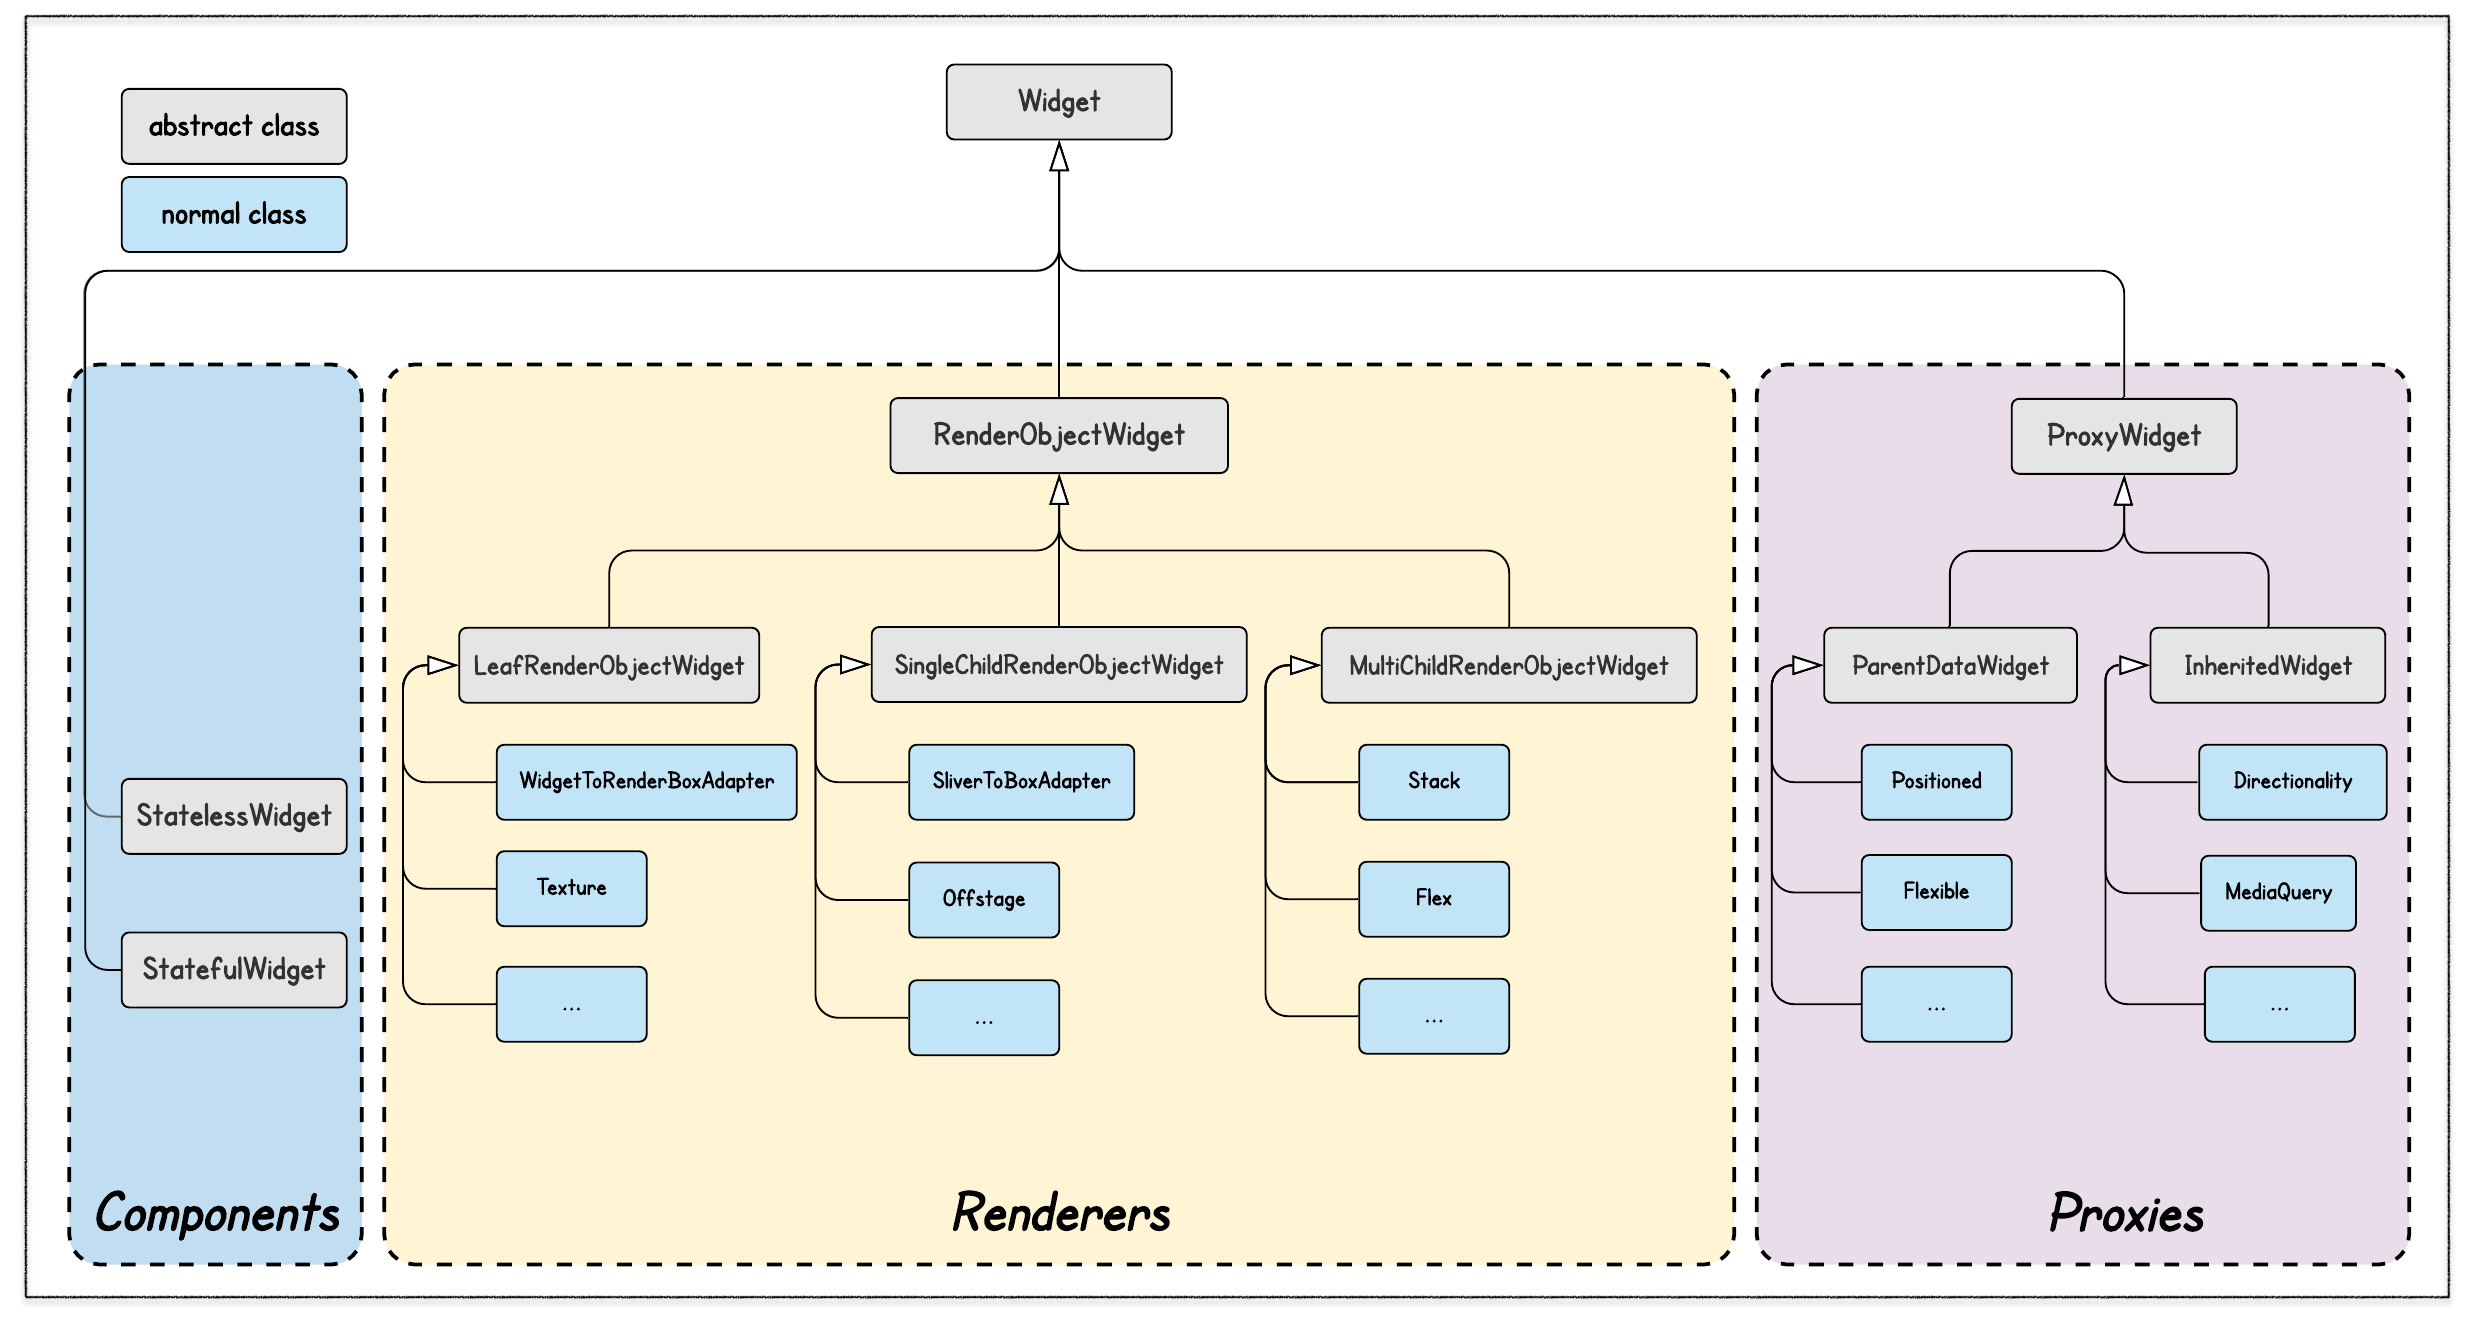 Widget
abstract class
normal class
RenderObjectWidget
ProxyWidget
LeafRenderObjectWidget
SingleChildRenderObjectWidget
MultiChildRenderObjectWidget
ParentDataWidget
InheritedWidget
WidgetToRenderBoxAdapter
SliverToBoxAdapter
Stack
Positioned
Directionality
StatelessWidget
Texture
Offstage
Flex
Flexible
MediaQuery
StatefulWidget
...
...
...
...
...
Components
Renderers
Proxies